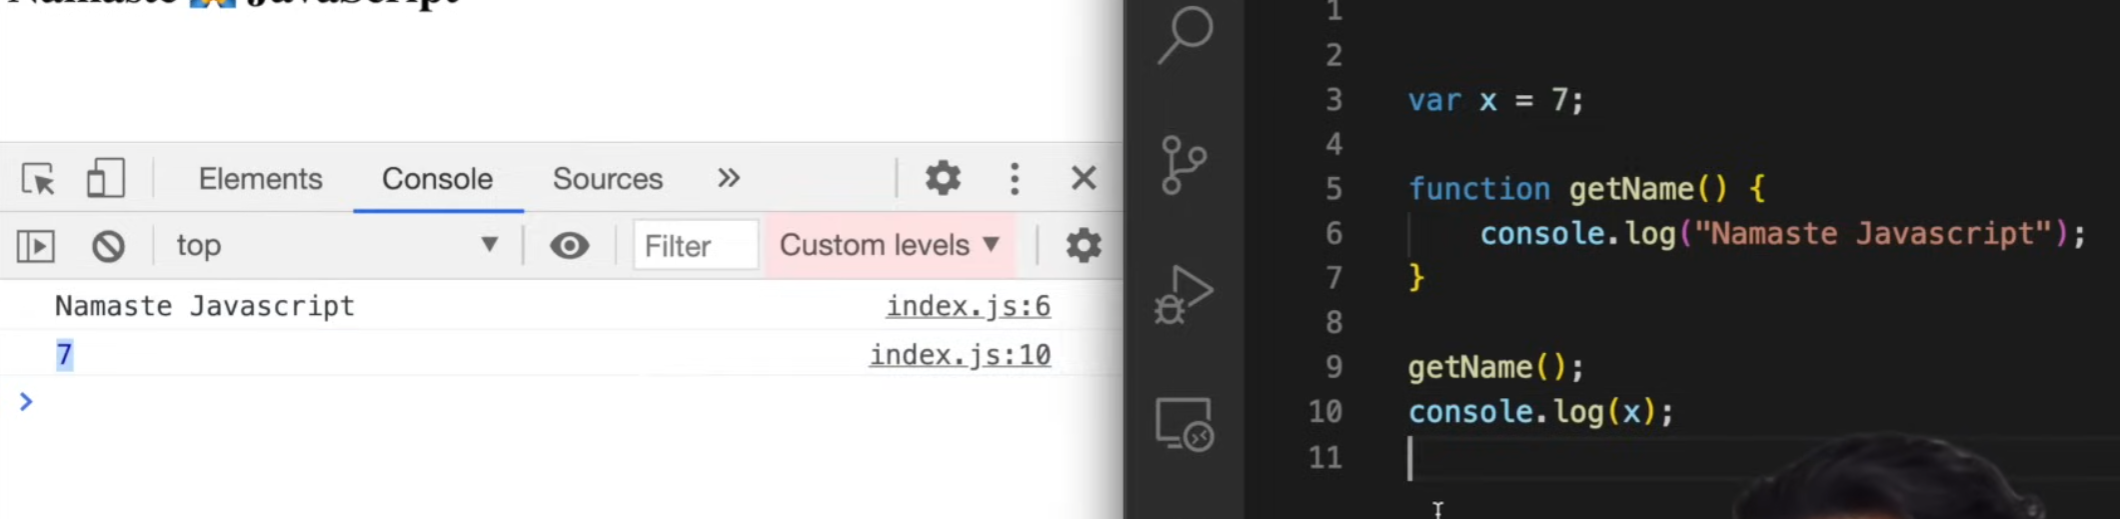 Namaste 🙏 JavaScript
Elements Console Sources »
top ▼ Filter Custom levels ▼
Namaste Javascript index.js:6
7 index.js:10
>
1
2
3 var x = 7;
4
5 function getName() {
6 console.log("Namaste Javascript");
7 }
8
9 getName();
10 console.log(x);
11